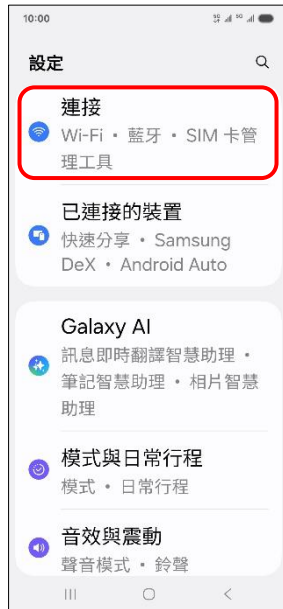 10:00
設定
連接
Wi-Fi • 藍牙 • SIM 卡管
理工具
已連接的裝置
快速分享 • Samsung
DeX • Android Auto
Galaxy AI
訊息即時翻譯智慧助理 •
筆記智慧助理 • 相片智慧
助理
模式與日常行程
模式 • 日常行程
音效與震動
聲音模式 • 鈴聲